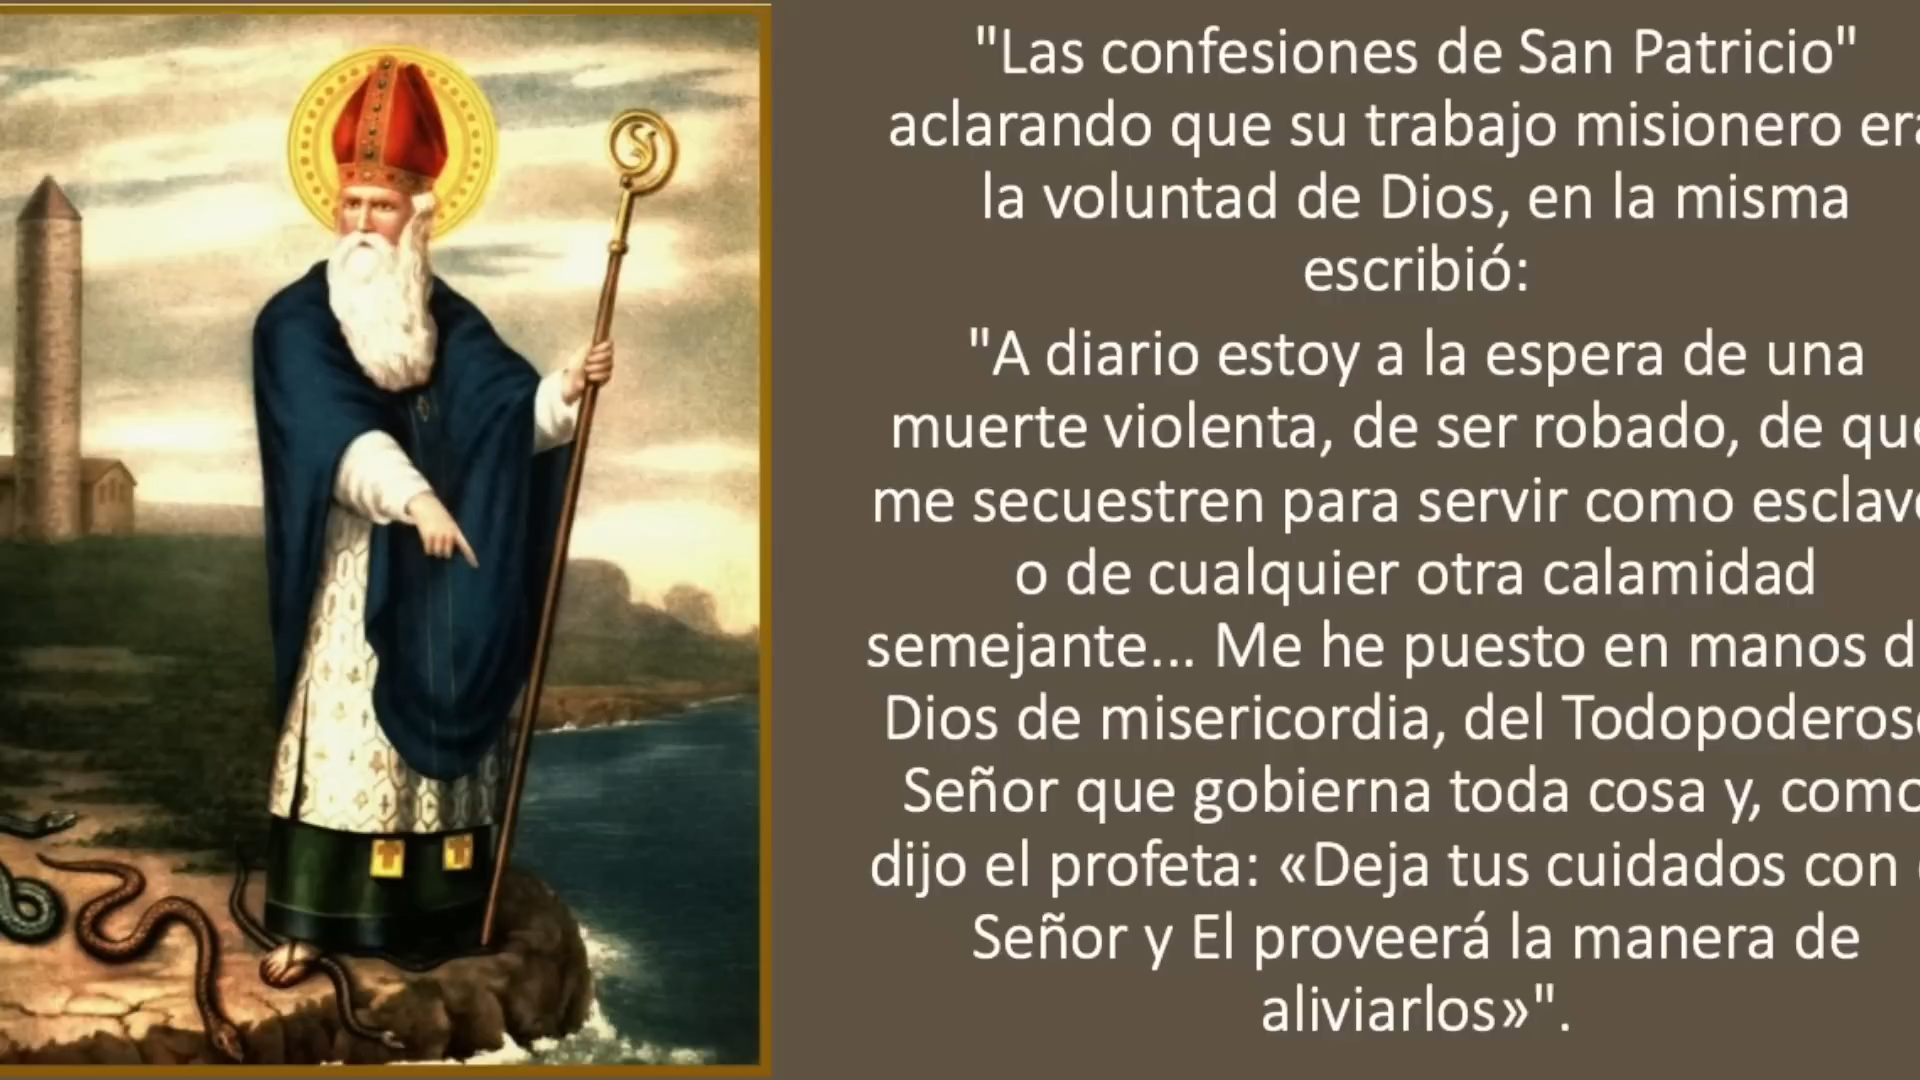 "Las confesiones de San Patricio"
aclarando que su trabajo misionero era
la voluntad de Dios, en la misma
escribió:
"A diario estoy a la espera de una
muerte violenta, de ser robado, de que
me secuestren para servir como esclavo
o de cualquier otra calamidad
semejante... Me he puesto en manos d
Dios de misericordia, del Todopoderoso
Señor que gobierna toda cosa y, como
dijo el profeta: «Deja tus cuidados con
Señor y El proveerá la manera de
aliviarlos»".